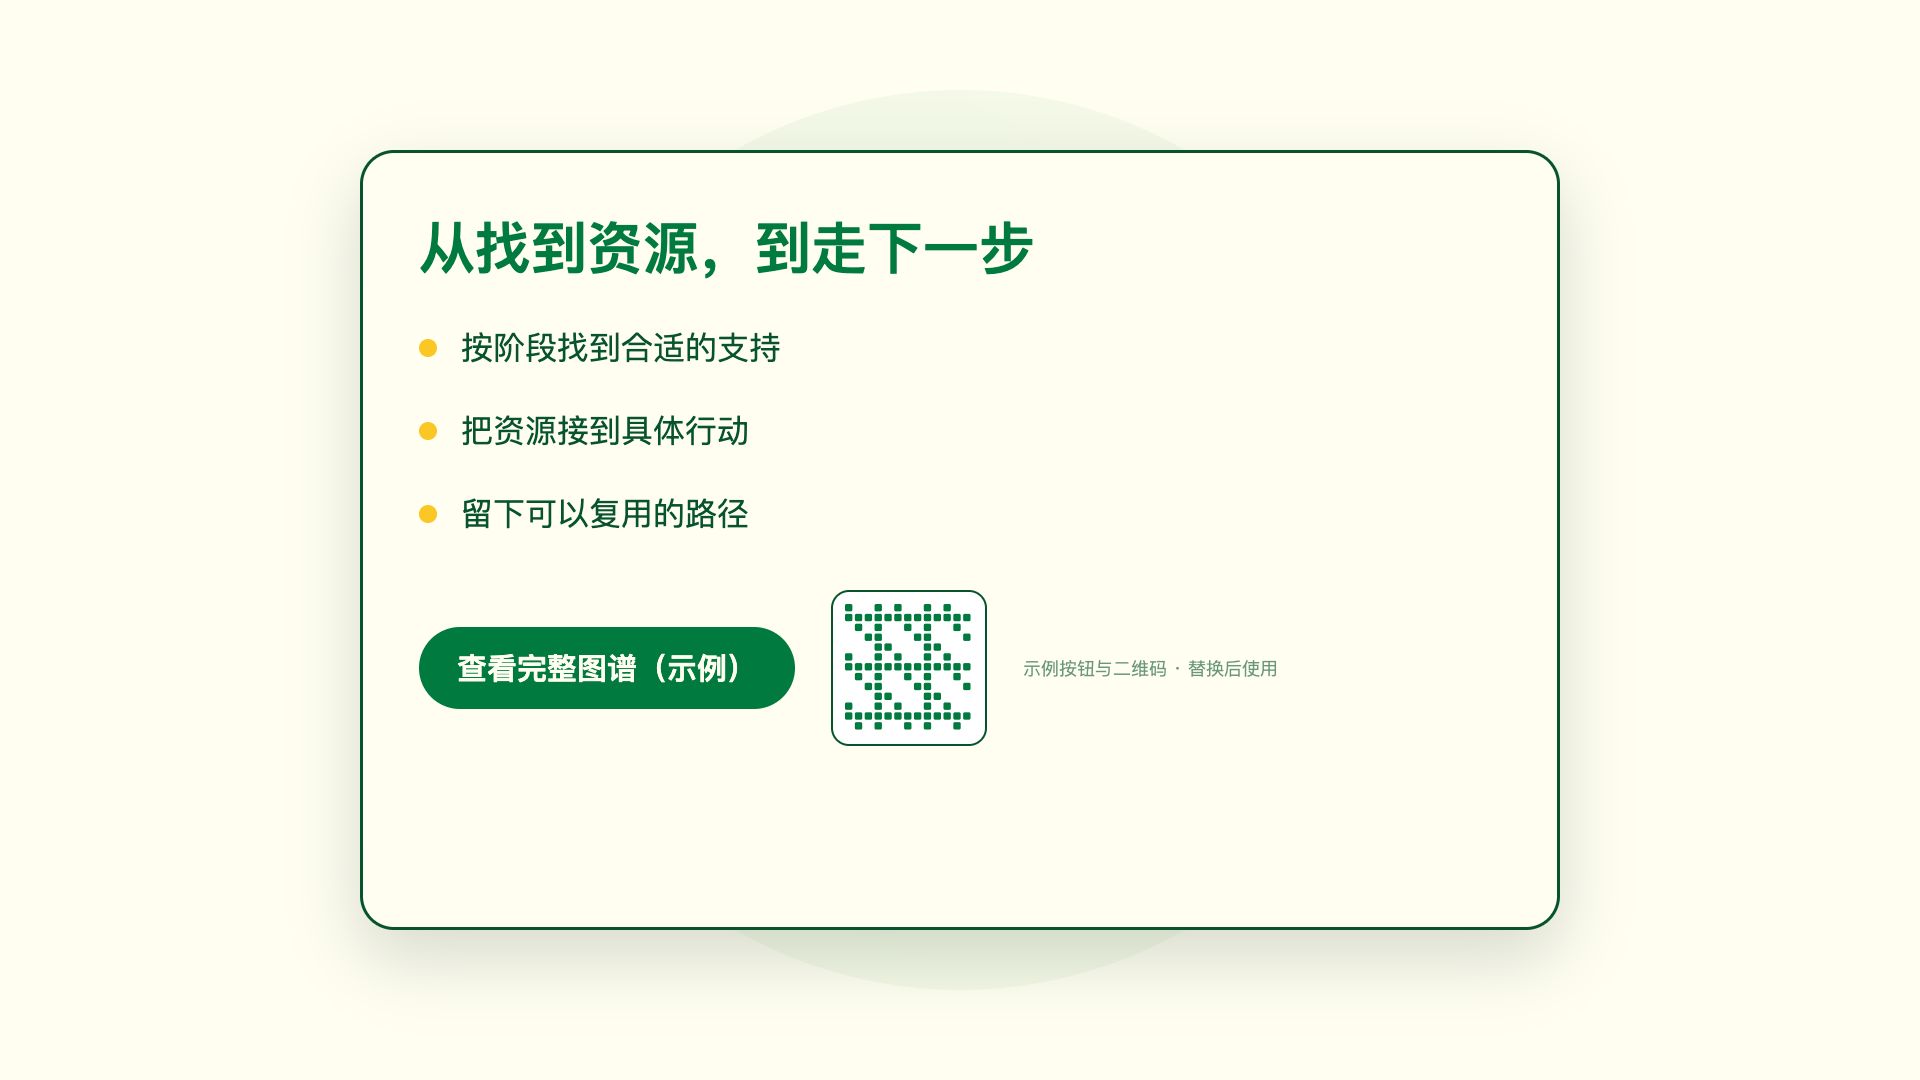 从找到资源，到走下一步
按阶段找到合适的支持
把资源接到具体行动
留下可以复用的路径
查看完整图谱（示例）
示例按钮与二维码 · 替换后使用